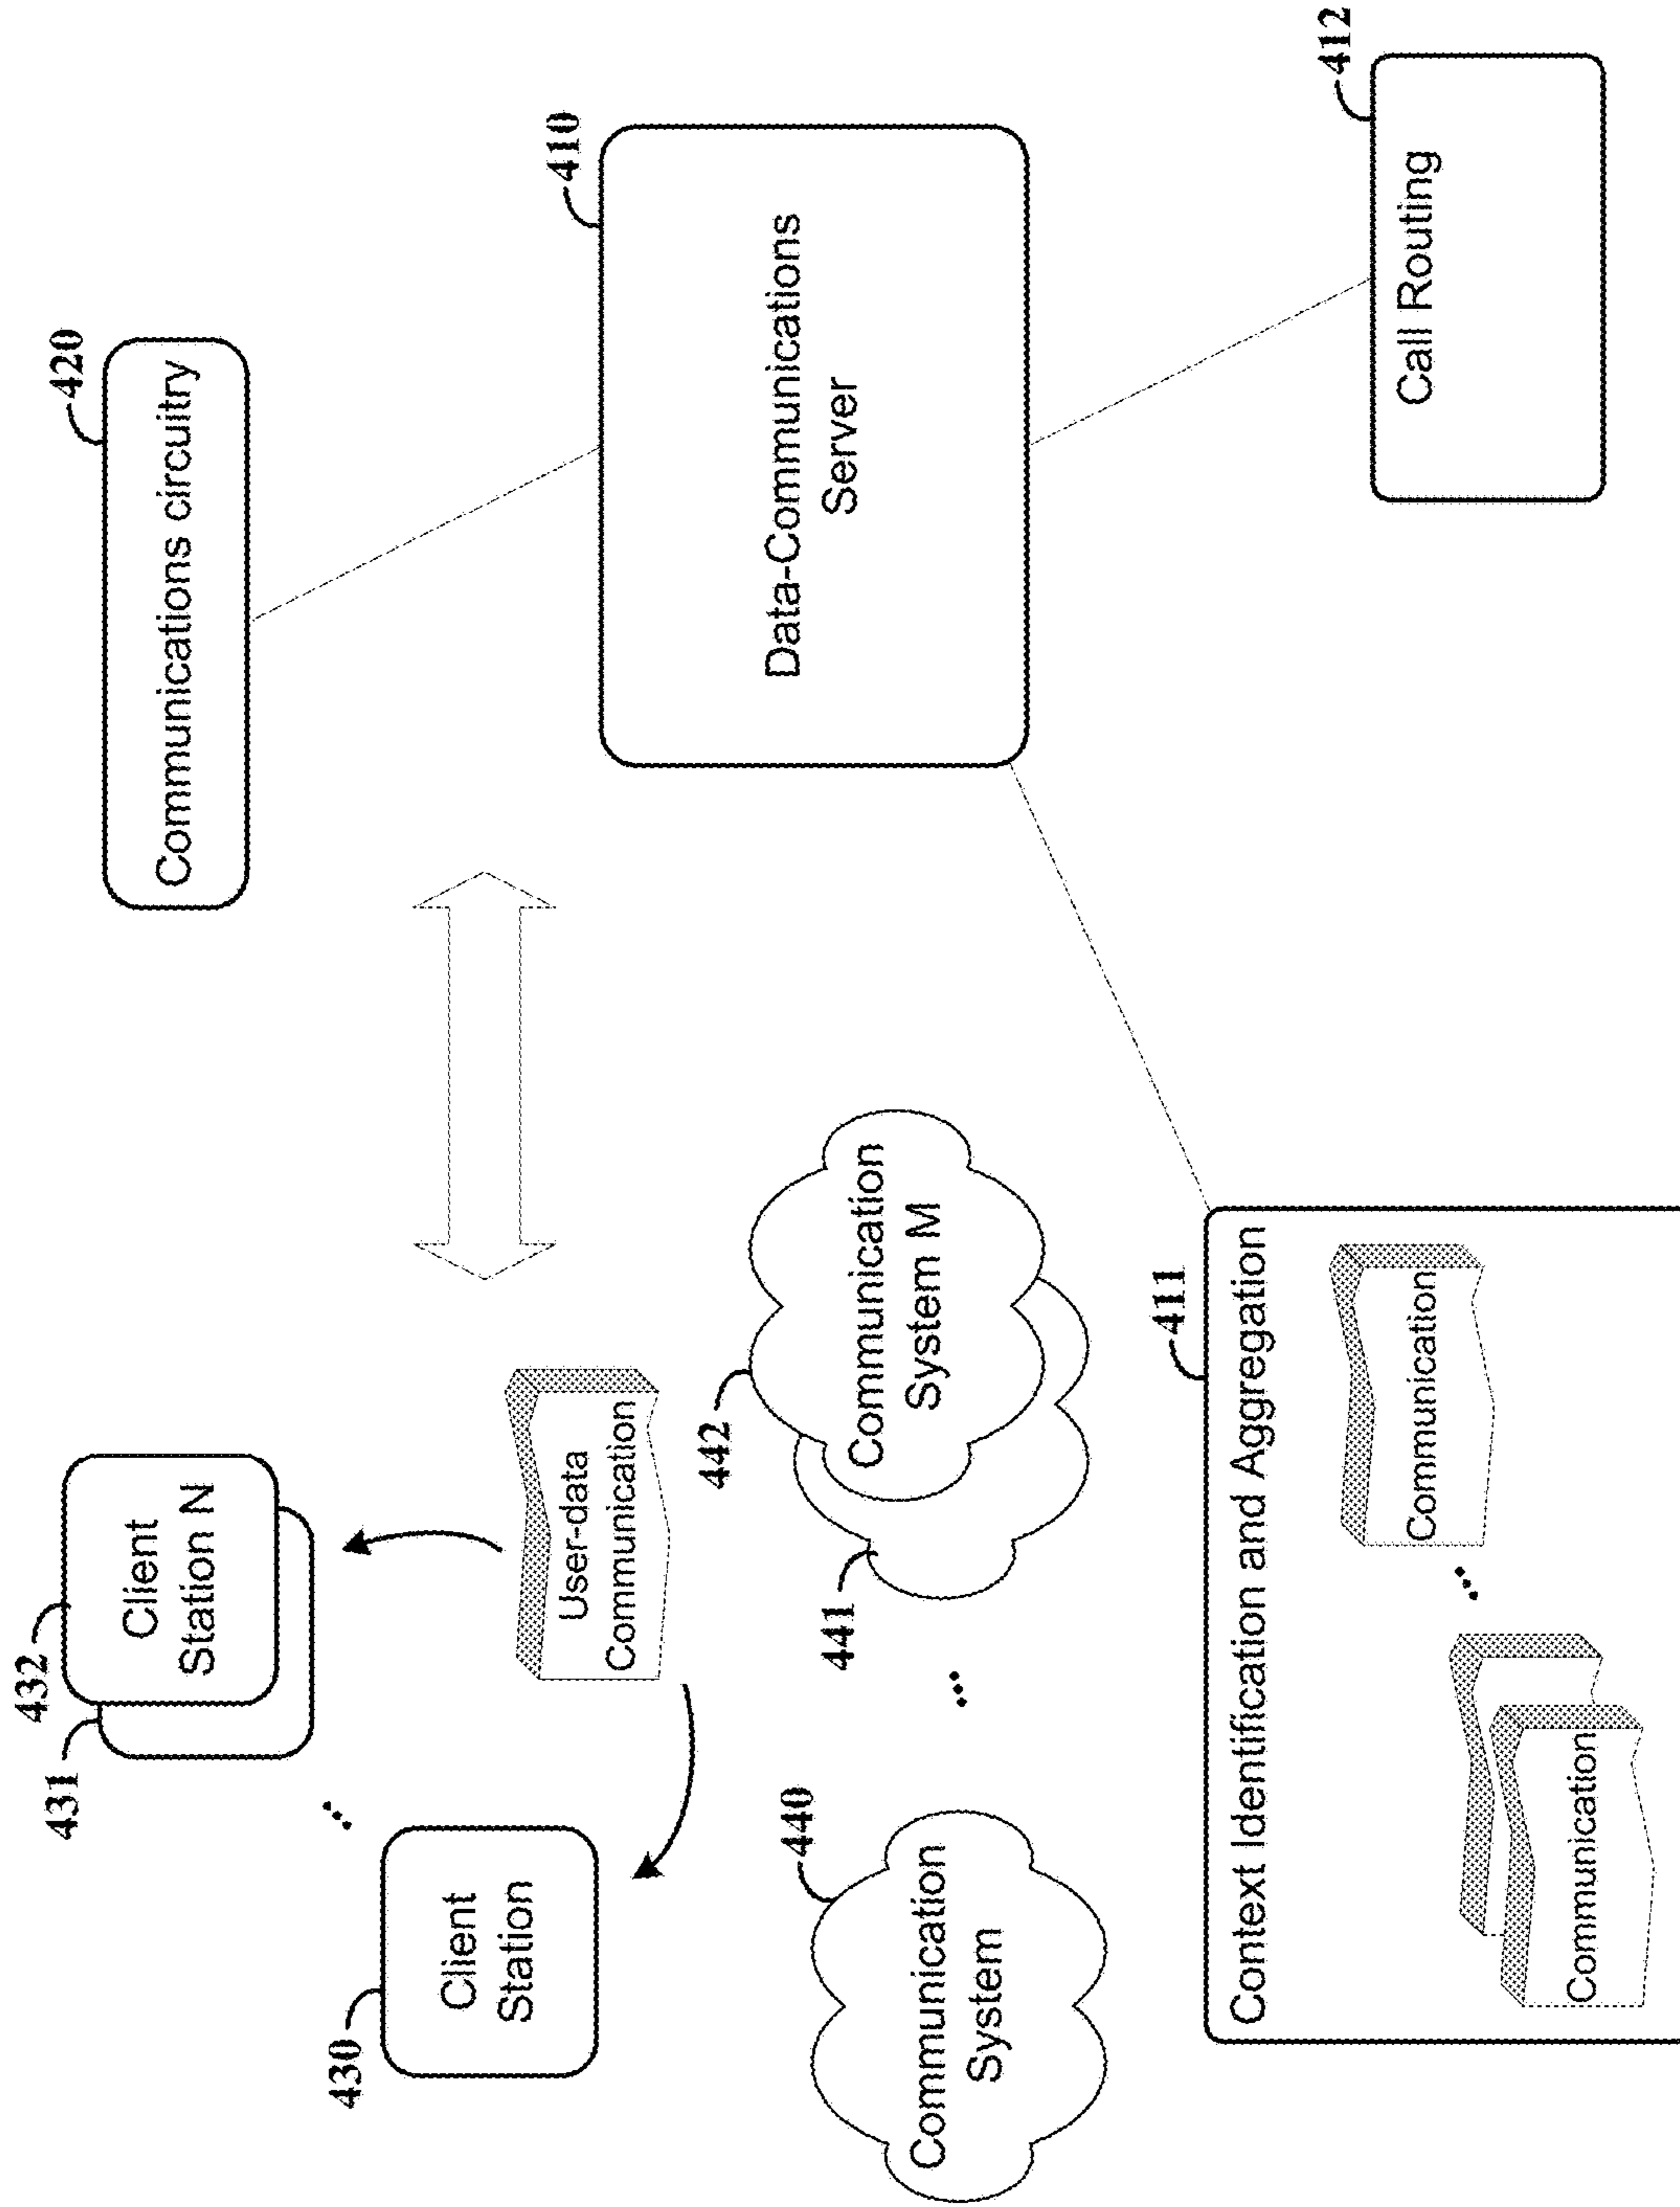 432
431
Client
Station N
420
Communications circuitry
430
Client
Station
User-data
Communication
410
Data-Communications
Server
442
Communication
System M
441
440
Communication
System
...
...
411
Context Identification and Aggregation
Communication
...
Communication
412
Call Routing